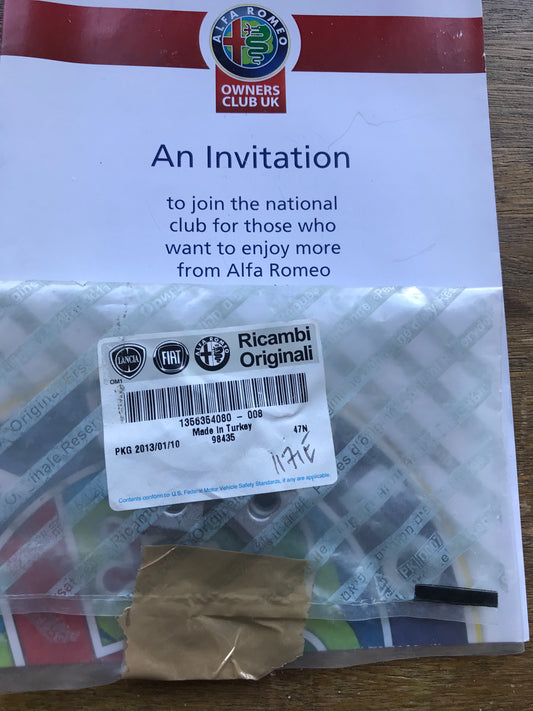 ALFA ROMEO
OWNERS
CLUB UK
An Invitation
to join the national
club for those who
want to enjoy more
from Alfa Romeo
LANCIA
FIAT
ALFA ROMEO
Ricambi
Originali
OM1
1356354080 - 008
Made in Turkey
PKG 2013/01/10
98435
47N
Contents conform to U.S. Federal Motor Vehicle Safety Standards, if any are applicable.